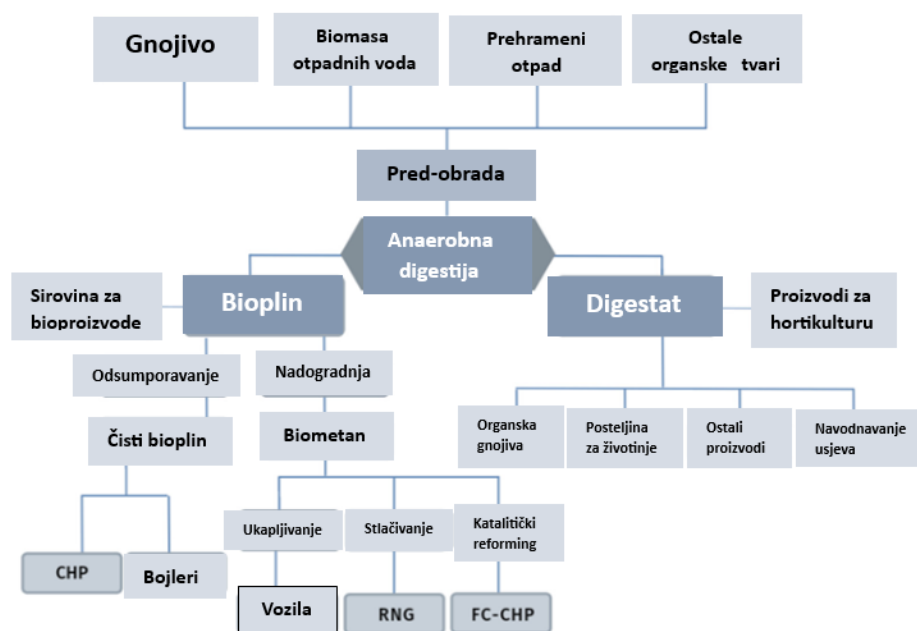 Gnojivo
Biomasa
otpadnih voda
Prehrameni
otpad
Ostale
organske tvari
Pred-obrada
Anaerobna
digestija
Sirovina za
bioproizvode
Bioplin
Digestat
Proizvodi za
hortikulturu
Odsumporavanje
Nadogradnja
Čisti bioplin
Biometan
Organska
gnojiva
Posteljina
za životinje
Ostali
proizvodi
Navodnavanje
usjeva
Ukapljivanje
Stlačivanje
Katalitički
reforming
CHP
Bojleri
Vozila
RNG
FC-CHP